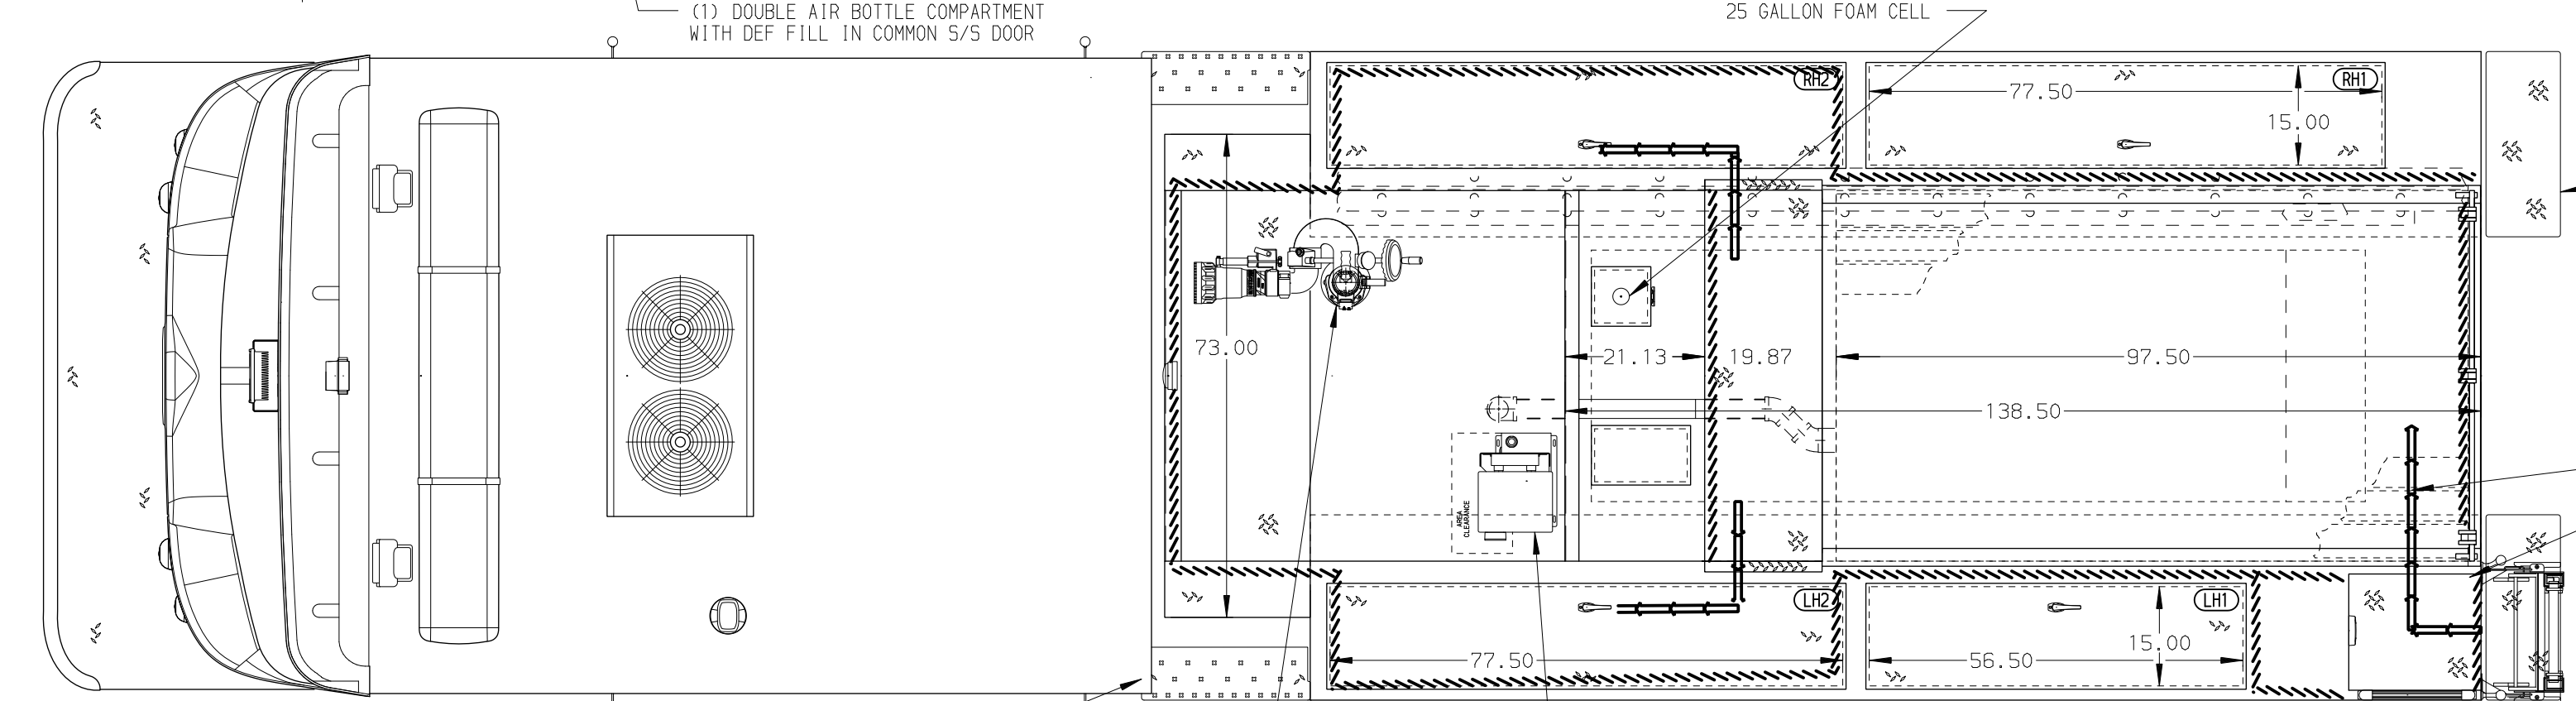 (1) DOUBLE AIR BOTTLE COMPARTMENT
WITH DEF FILL IN COMMON S/S DOOR
25 GALLON FOAM CELL
RH2
RH1
77.50
15.00
73.00
21.13
19.87
97.50
138.50
AREA
CLEARANCE
LH2
LH1
77.50
56.50
15.00